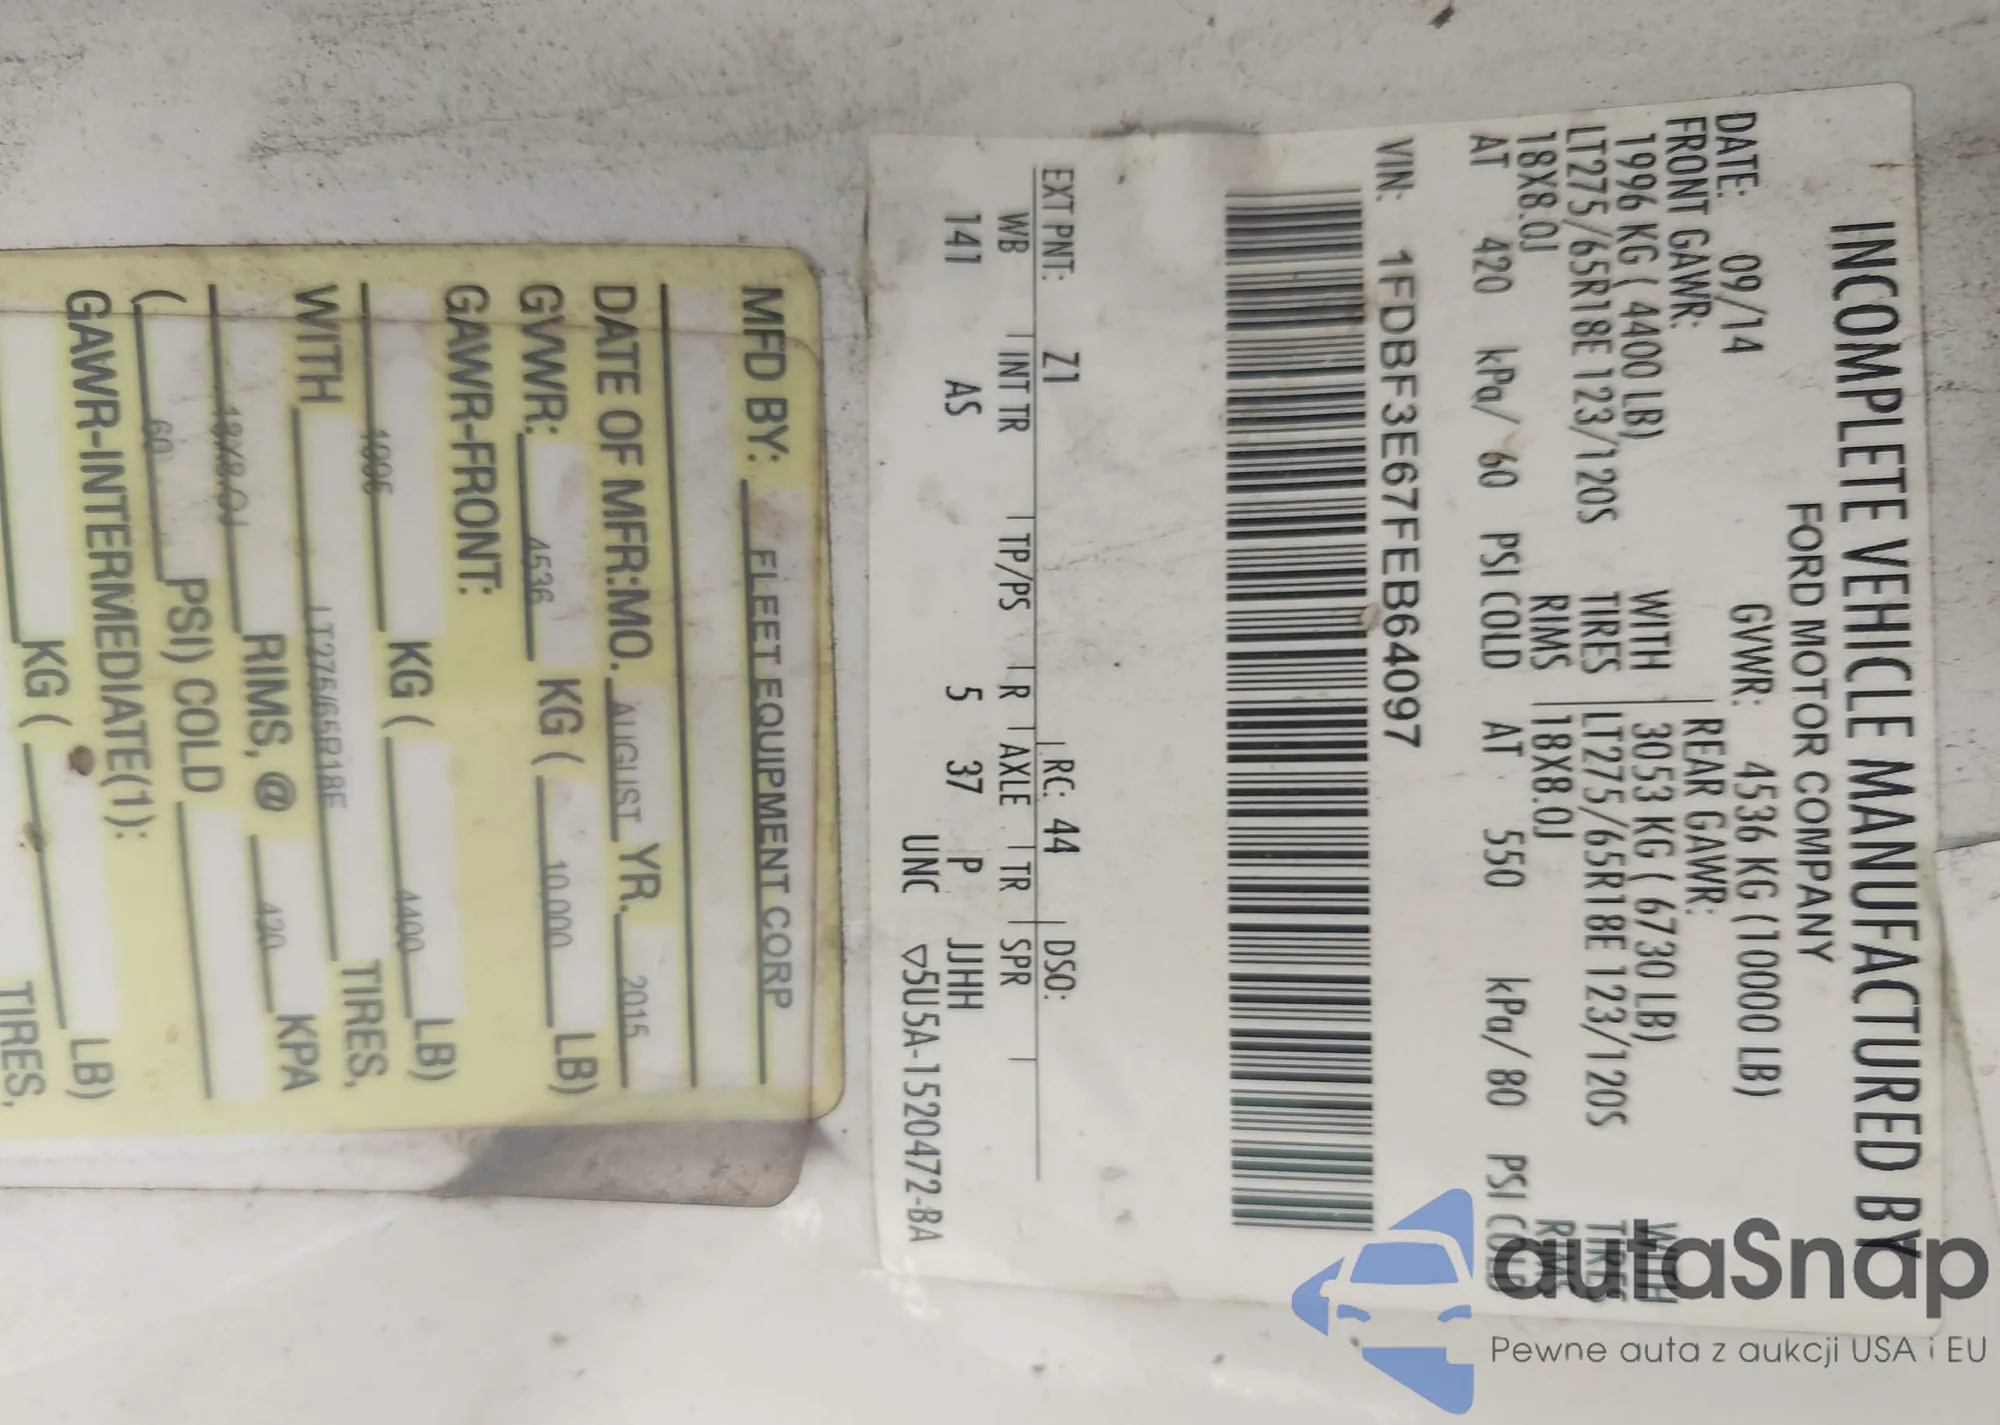 INCOMPLETE VEHICLE MANUFACTURED BY
FORD MOTOR COMPANY
DATE: 09/14 GVWR: 4536 KG (10000 LB)
FRONT GAWR: REAR GAWR:
1996 KG ( 4400 LB) WITH 3053 KG ( 6730 LB) WITH
LT275/65R18E 123/120S TIRES LT275/65R18E 123/120S TIRES
18X8.0J RIMS 18X8.0J RIMS
AT 420 kPa/ 60 PSI COLD AT 550 kPa/ 80 PSI COLD
VIN: 1FDBF3E67FEB64097
EXT PNT: Z1 RC: 44 DSO:
WB INT TR TP/PS R AXLE TR SPR
141 AS 5 37 P JJHH
UNC ▽5U5A-1520472-BA
MFD BY: FLEET EQUIPMENT CORP
DATE OF MFR:MO. AUGUST YR. 2015
GVWR: 4536 KG ( 10,000 LB)
GAWR-FRONT:
KG ( 4400 LB)
WITH LT275/65R18E TIRES,
18X8.0J RIMS, @ 420 KPA
( 60 PSI) COLD
GAWR-INTERMEDIATE(1):
KG ( LB)
TIRES,
autaSnap
Pewne auta z aukcji USA i EU